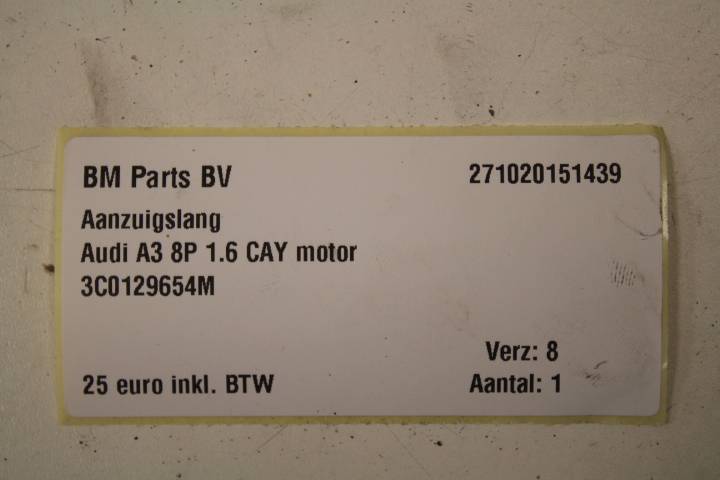 BM Parts BV 271020151439
Aanzuigslang
Audi A3 8P 1.6 CAY motor
3C0129654M
Verz: 8
25 euro inkl. BTW Aantal: 1